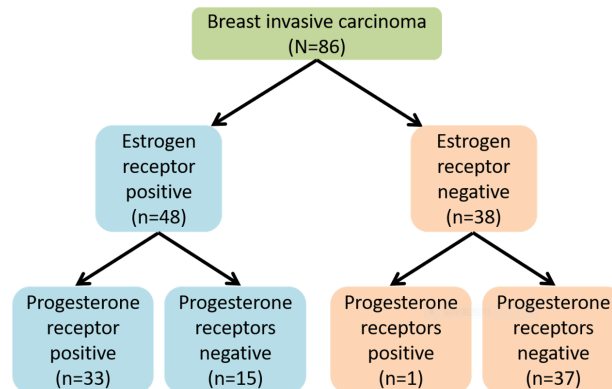 Breast invasive carcinoma
(N=86)
Estrogen
receptor
positive
(n=48)
Estrogen
receptor
negative
(n=38)
Progesterone
receptor
positive
(n=33)
Progesterone
receptors
negative
(n=15)
Progesterone
receptors
positive
(n=1)
Progesterone
receptors
negative
(n=37)